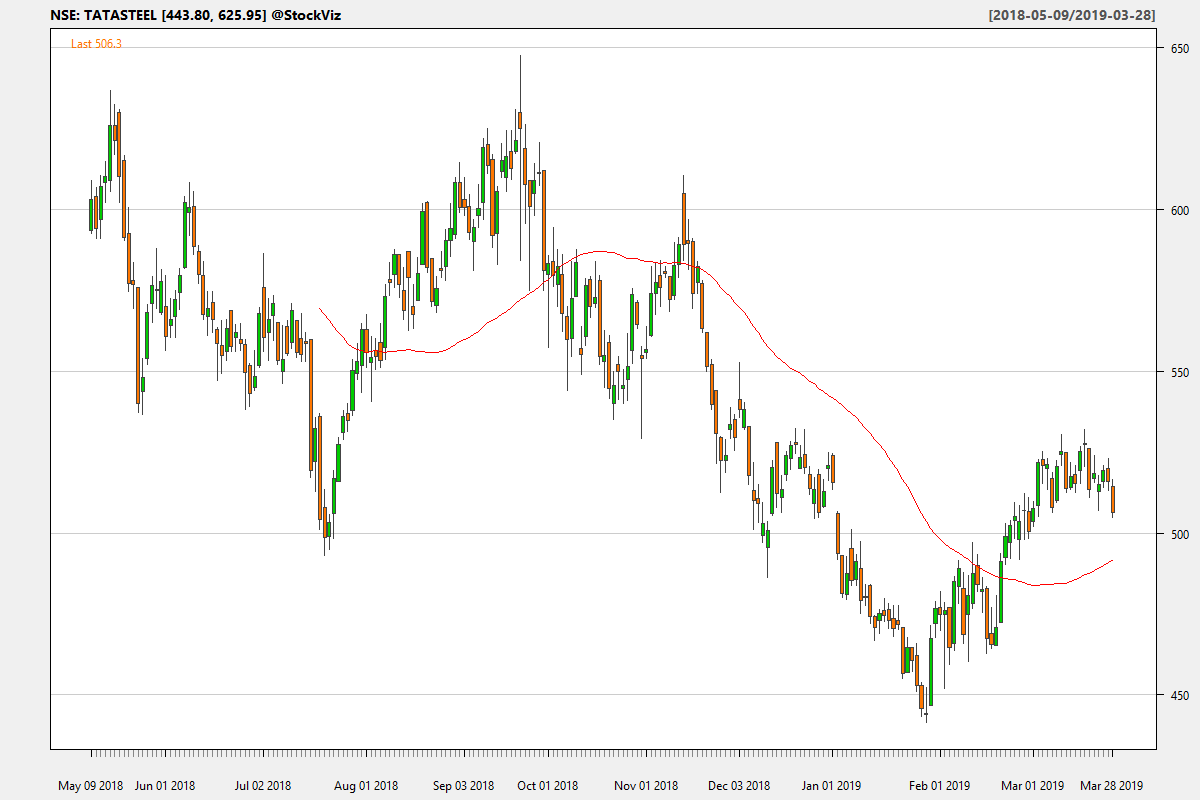 NSE: TATASTEEL [443.80, 625.95] @StockViz [2018-05-09/2019-03-28]
Last 506.3
650
600
550
500
450
May 09 2018 Jun 01 2018 Jul 02 2018 Aug 01 2018 Sep 03 2018 Oct 01 2018 Nov 01 2018 Dec 03 2018 Jan 01 2019 Feb 01 2019 Mar 01 2019 Mar 28 2019